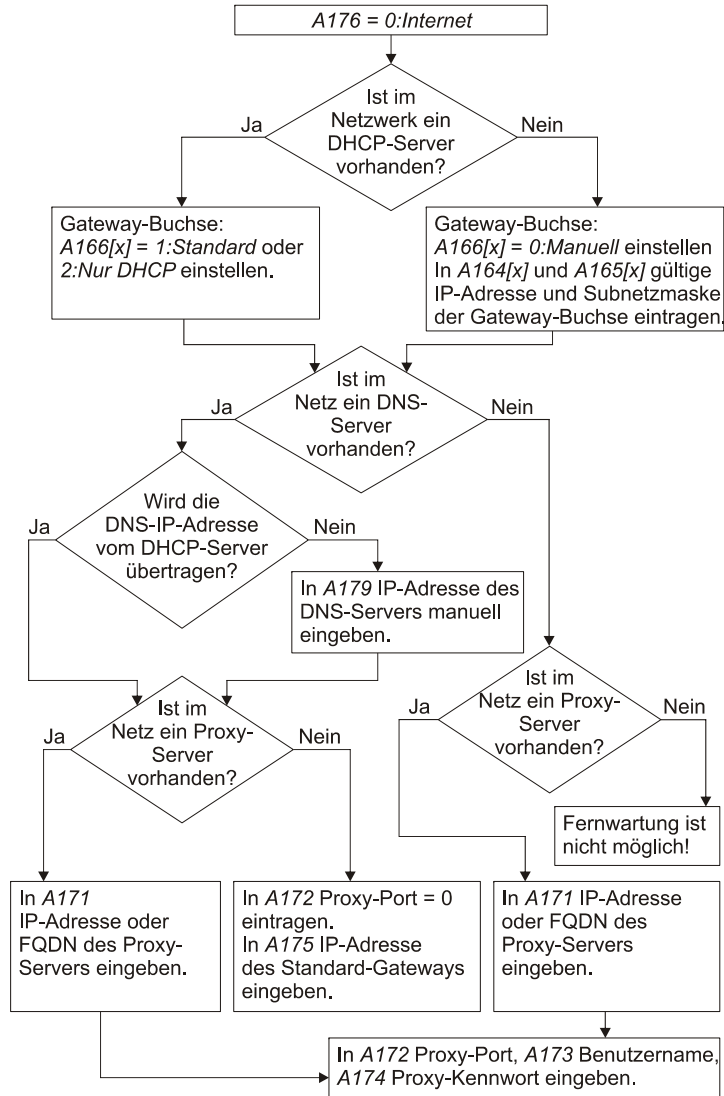 A176 = 0:Internet
Ist im
Netzwerk ein
DHCP-Server
vorhanden?
Ja
Nein
Gateway-Buchse:
A166[x] = 1:Standard oder
2:Nur DHCP einstellen.
Gateway-Buchse:
A166[x] = 0:Manuell einstellen
In A164[x] und A165[x] gültige
IP-Adresse und Subnetzmaske
der Gateway-Buchse eintragen.
Ist im
Netz ein DNS-
Server
vorhanden?
Ja
Nein
Wird die
DNS-IP-Adresse
vom DHCP-Server
übertragen?
Ja
Nein
In A179 IP-Adresse des
DNS-Servers manuell
eingeben.
Ist im
Netz ein Proxy-
Server
vorhanden?
Ja
Nein
Ist im
Netz ein Proxy-
Server
vorhanden?
Ja
Nein
Fernwartung ist
nicht möglich!
In A171
IP-Adresse oder
FQDN des Proxy-
Servers eingeben.
In A172 Proxy-Port = 0
eintragen.
In A175 IP-Adresse
des Standard-Gateways
eingeben.
In A171 IP-Adresse
oder FQDN des
Proxy-Servers
eingeben.
In A172 Proxy-Port, A173 Benutzername,
A174 Proxy-Kennwort eingeben.